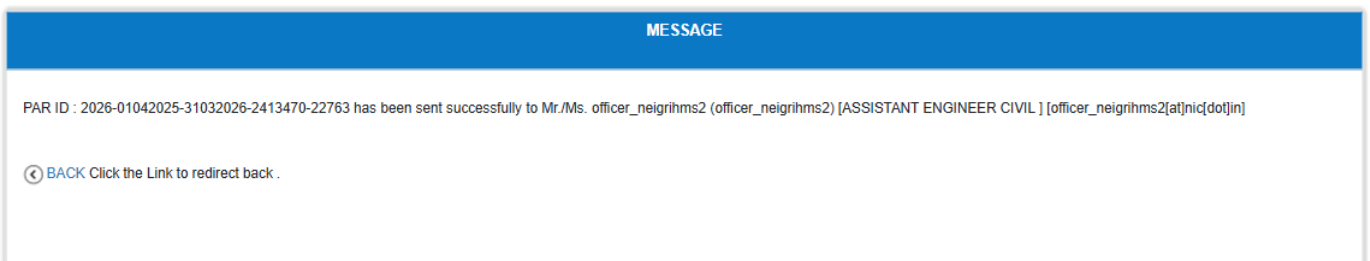 MESSAGE
PAR ID : 2026-01042025-31032026-2413470-22763 has been sent successfully to Mr./Ms. officer_neigrihms2 (officer_neigrihms2) [ASSISTANT ENGINEER CIVIL ] [officer_neigrihms2[at]nic[dot]in]
BACK Click the Link to redirect back .